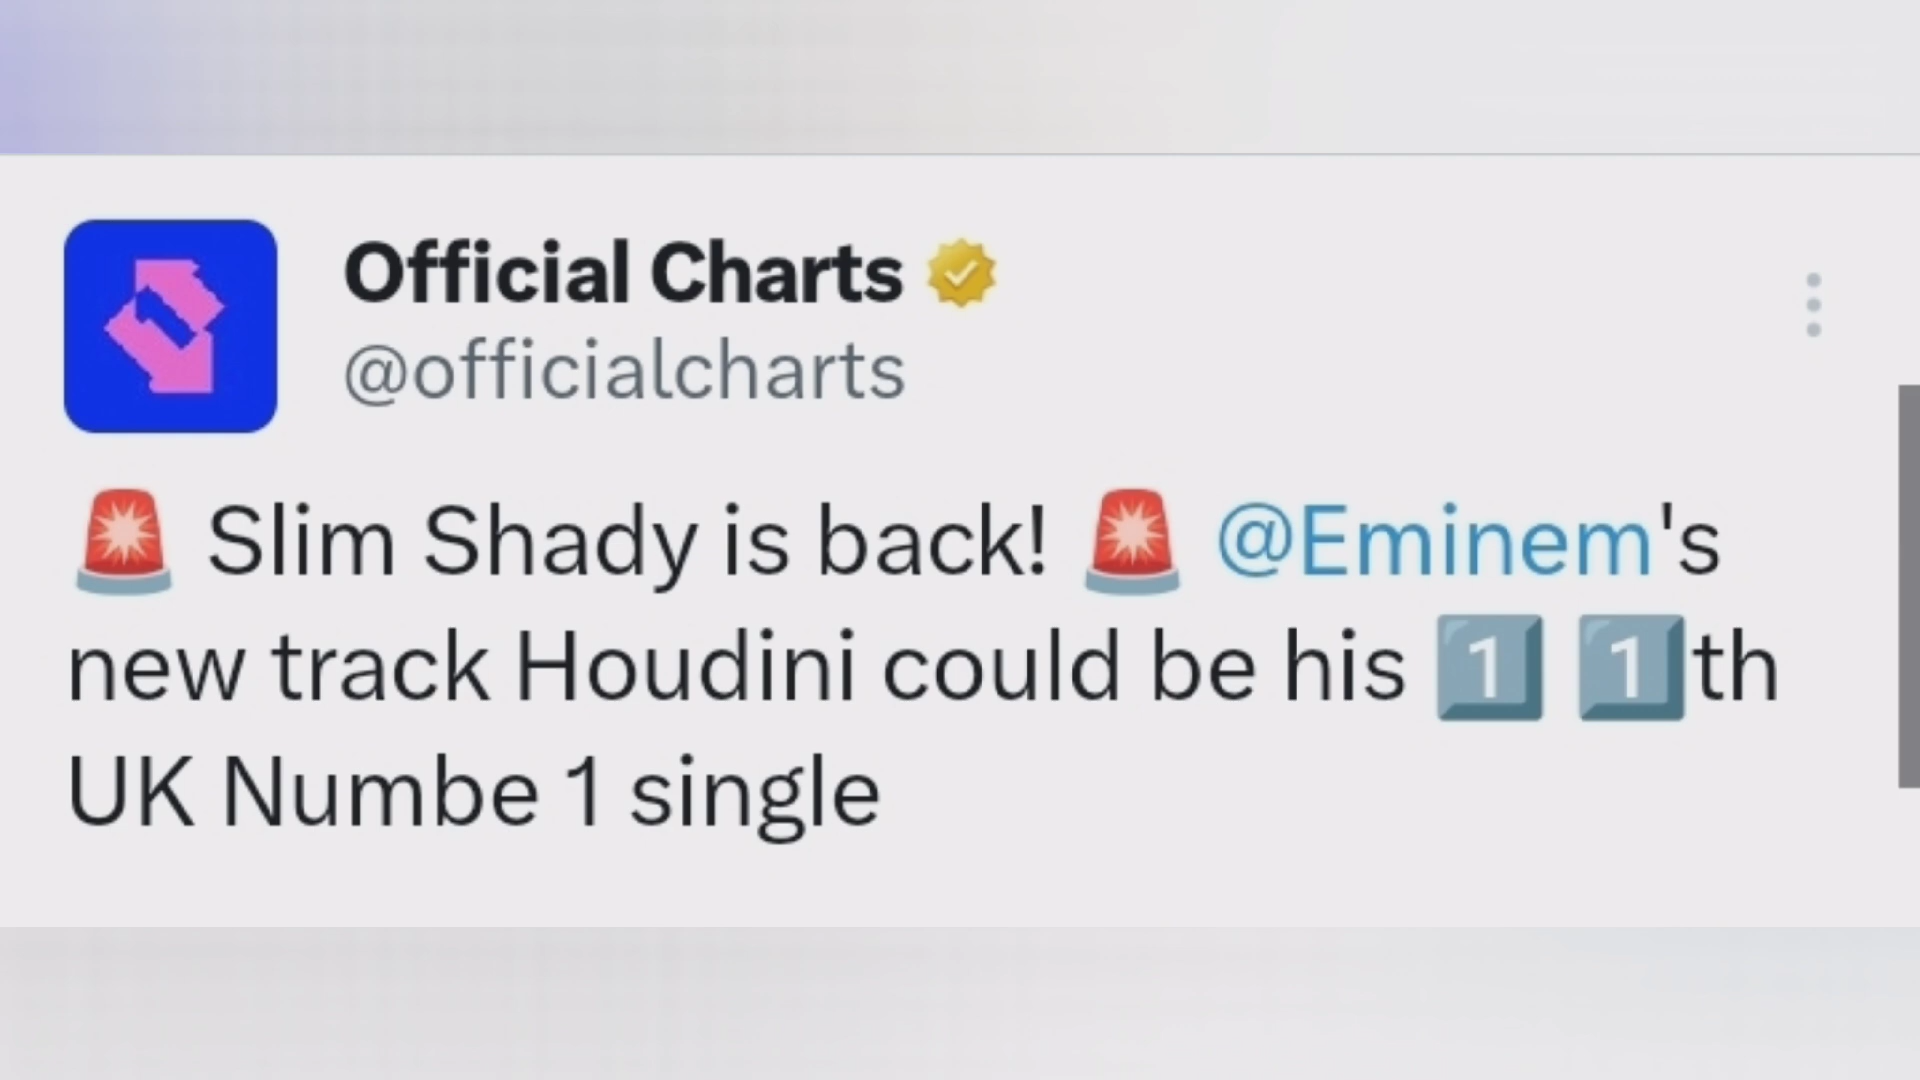 Official Charts
@officialcharts
🚨 Slim Shady is back! 🚨 @Eminem's
new track Houdini could be his 1️⃣ 1️⃣th
UK Numbe 1 single